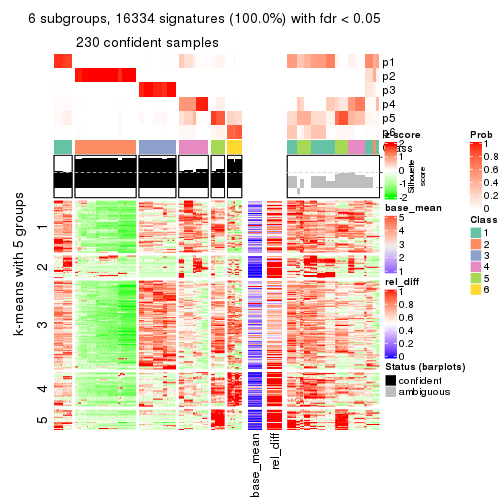 6 subgroups, 16334 signatures (100.0%) with fdr < 0.05
230 confident samples
p1
p2
p3
p4
p5
p6
Class
z-score
2
1
0
-1
-2
Silhouette
score
Prob
1
0.8
0.6
0.4
0.2
0
base_mean
5
4
3
2
1
Class
1
2
3
4
5
6
rel_diff
1
0.8
0.6
0.4
0.2
0
Status (barplots)
confident
ambiguous
k-means with 5 groups
1
2
3
4
5
base_mean
rel_diff